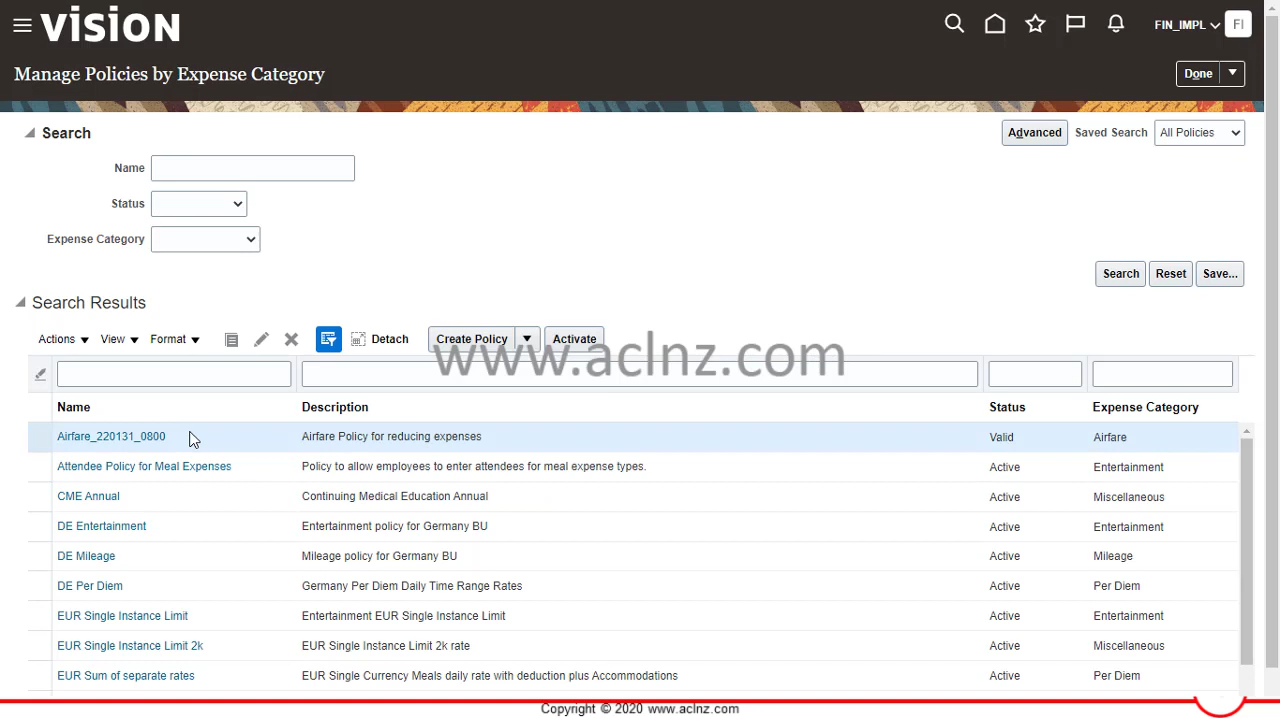 vision
FIN_IMPL
FI
Manage Policies by Expense Category
Done
Search
Advanced
Saved Search
All Policies
Name
Status
Expense Category
Search
Reset
Save...
Search Results
Actions
View
Format
Detach
Create Policy
Activate
www.aclnz.com
Name Description Status Expense Category
Airfare_220131_0800 Airfare Policy for reducing expenses Valid Airfare
Attendee Policy for Meal Expenses Policy to allow employees to enter attendees for meal expense types. Active Entertainment
CME Annual Continuing Medical Education Annual Active Miscellaneous
DE Entertainment Entertainment policy for Germany BU Active Entertainment
DE Mileage Mileage policy for Germany BU Active Mileage
DE Per Diem Germany Per Diem Daily Time Range Rates Active Per Diem
EUR Single Instance Limit Entertainment EUR Single Instance Limit Active Entertainment
EUR Single Instance Limit 2k EUR Single Instance Limit 2k rate Active Miscellaneous
EUR Sum of separate rates EUR Single Currency Meals daily rate with deduction plus Accommodations Active Per Diem
Copyright © 2020 www.aclnz.com